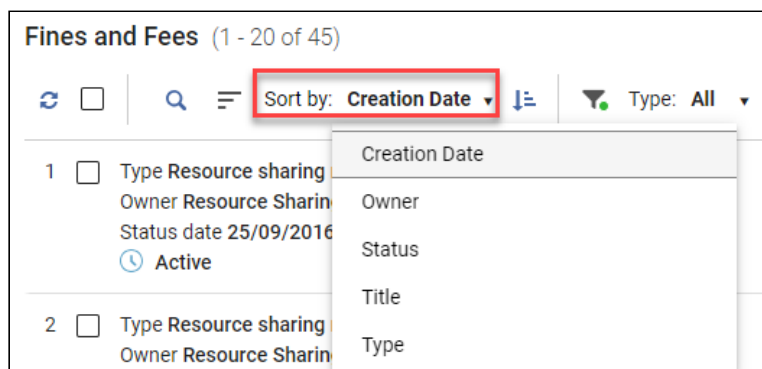 Fines and Fees (1 - 20 of 45)
Sort by: Creation Date Type: All
Creation Date
Owner
Status
Title
Type
1 Type Resource sharing
Owner Resource Sharin
Status date 25/09/2016
Active
2 Type Resource sharing
Owner Resource Sharin